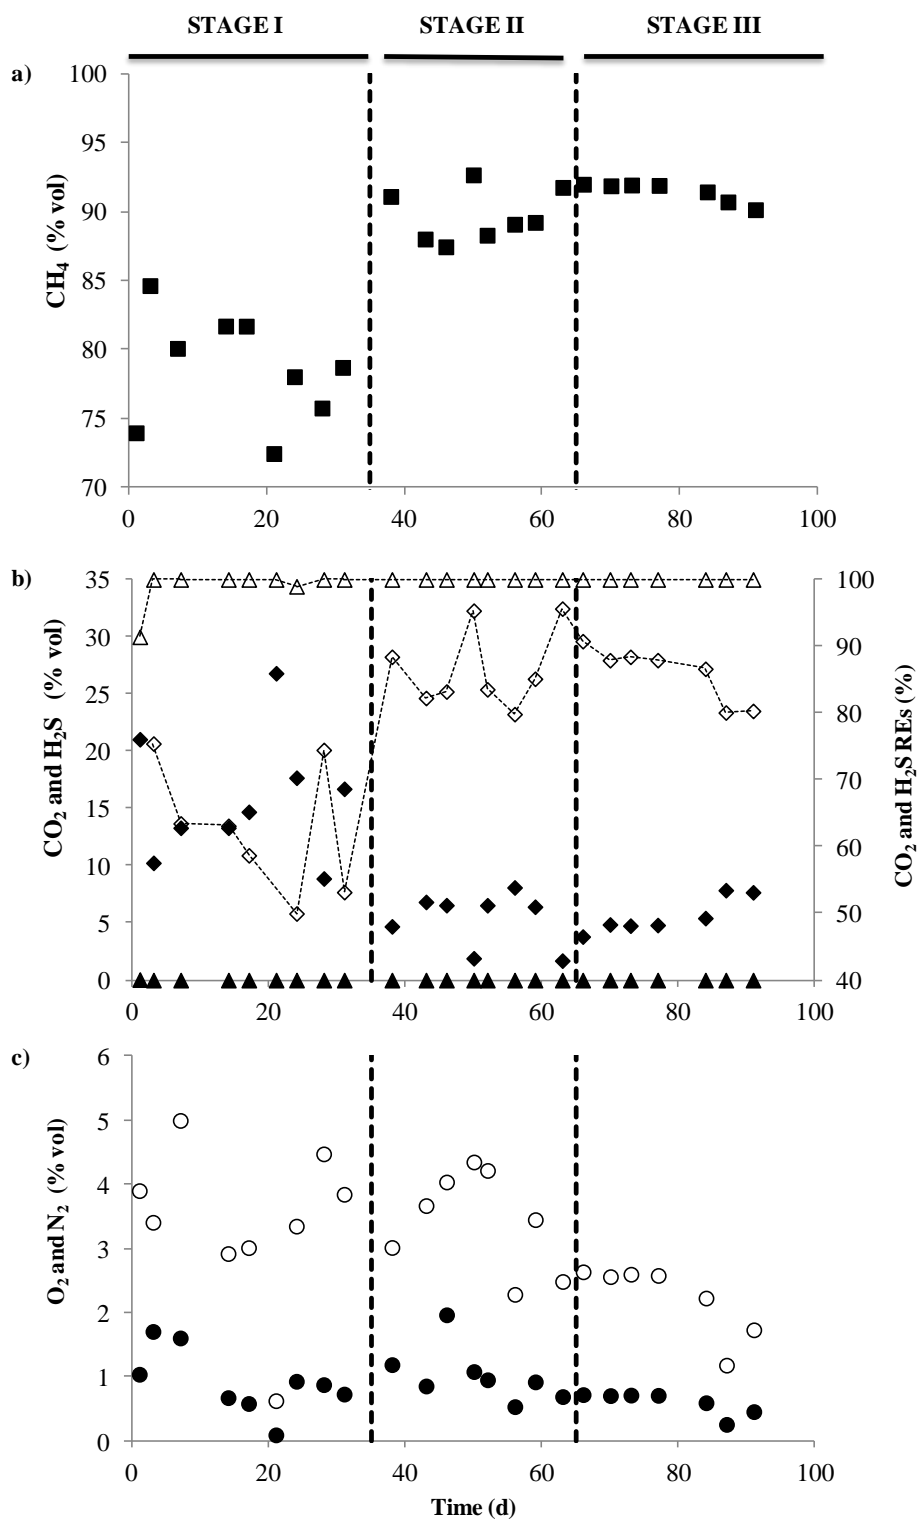 STAGE I STAGE II STAGE III
a)
CH4 (% vol)
100
95
90
85
80
75
70
0 20 40 60 80 100
b)
CO2 and H2S (% vol)
35
30
25
20
15
10
5
0
100
90
80
70
60
50
40
CO2 and H2S REs (%)
0 20 40 60 80 100
c)
O2 and N2 (% vol)
6
5
4
3
2
1
0
0 20 40 60 80 100
Time (d)